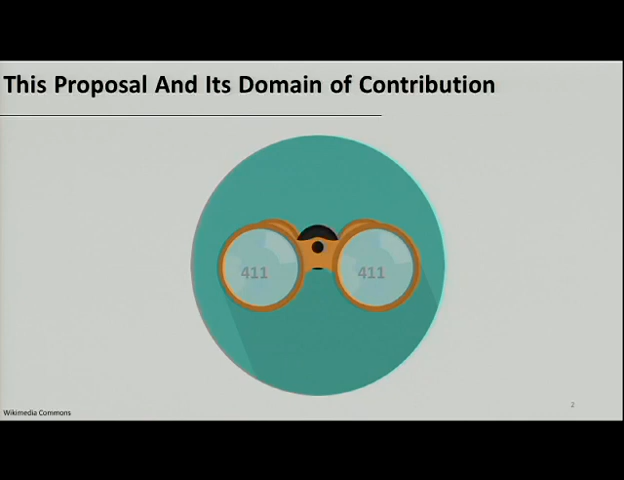 This Proposal And Its Domain of Contribution
411 411
Wikimedia Commons
2